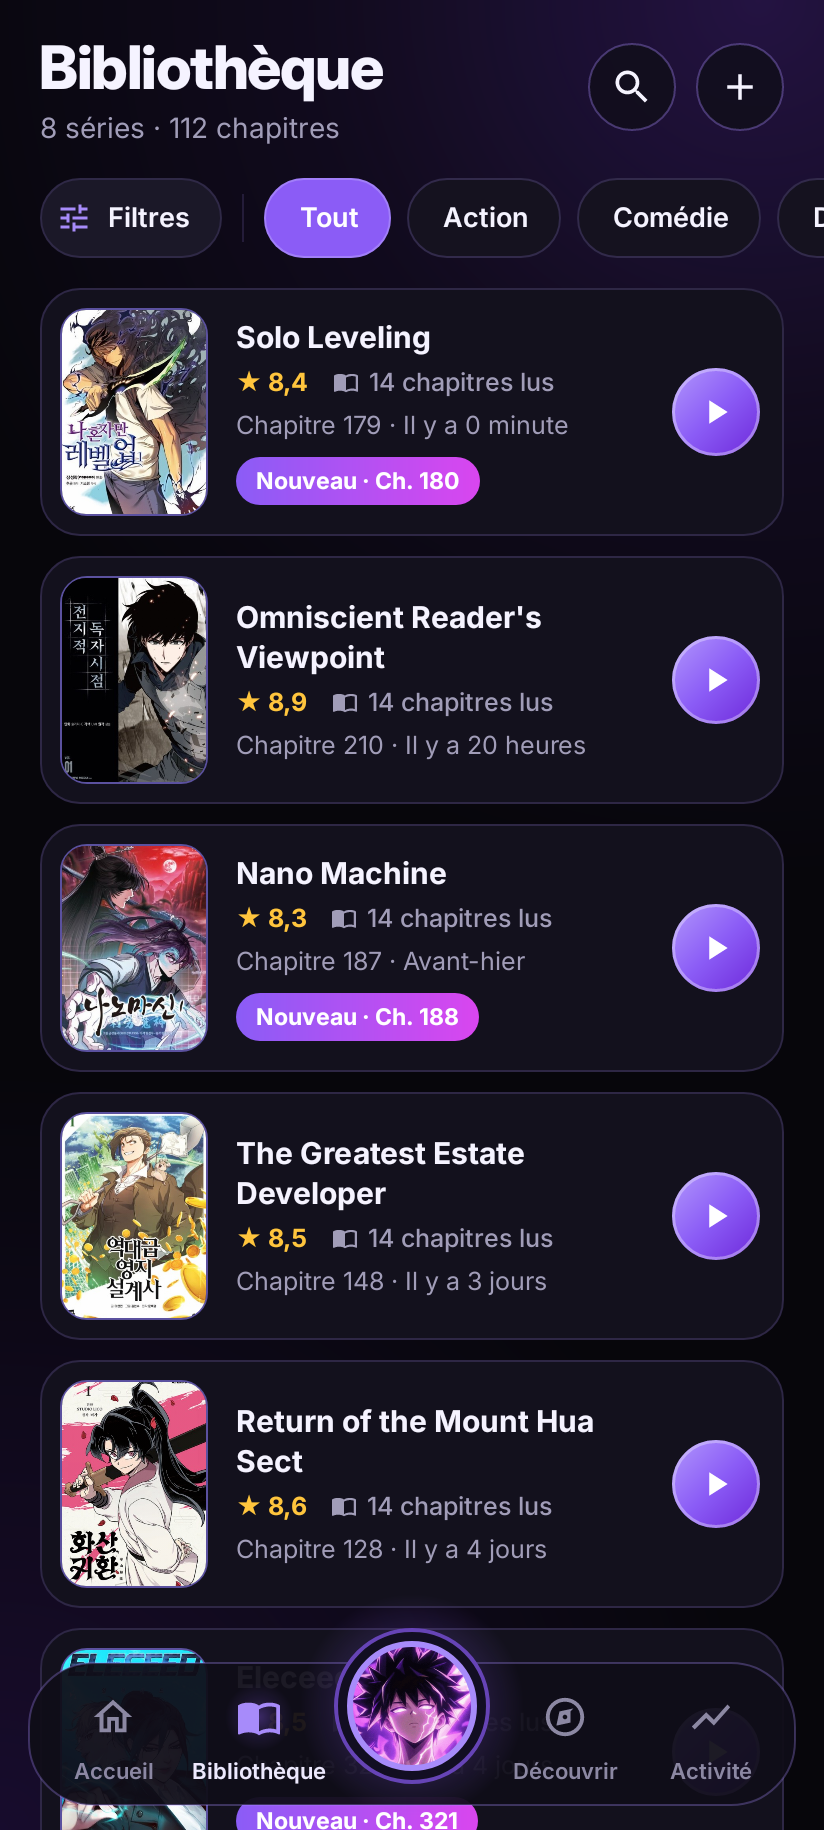 Bibliothèque
8 séries · 112 chapitres
Filtres
Tout
Action
Comédie
Solo Leveling
★ 8,4 14 chapitres lus
Chapitre 179 · Il y a 0 minute
Nouveau · Ch. 180
나 혼자만
레벨업
Omniscient Reader's
Viewpoint
★ 8,9 14 chapitres lus
Chapitre 210 · Il y a 20 heures
전지적
독자시점
01
Nano Machine
★ 8,3 14 chapitres lus
Chapitre 187 · Avant-hier
Nouveau · Ch. 188
나노마신
The Greatest Estate
Developer
★ 8,5 14 chapitres lus
Chapitre 148 · Il y a 3 jours
역대급
영지
설계사
Return of the Mount Hua
Sect
★ 8,6 14 chapitres lus
Chapitre 128 · Il y a 4 jours
1
STUDIO LICO
화산
귀환
ELECEED
Nouveau · Ch. 321
Accueil
Bibliothèque
Découvrir
Activité